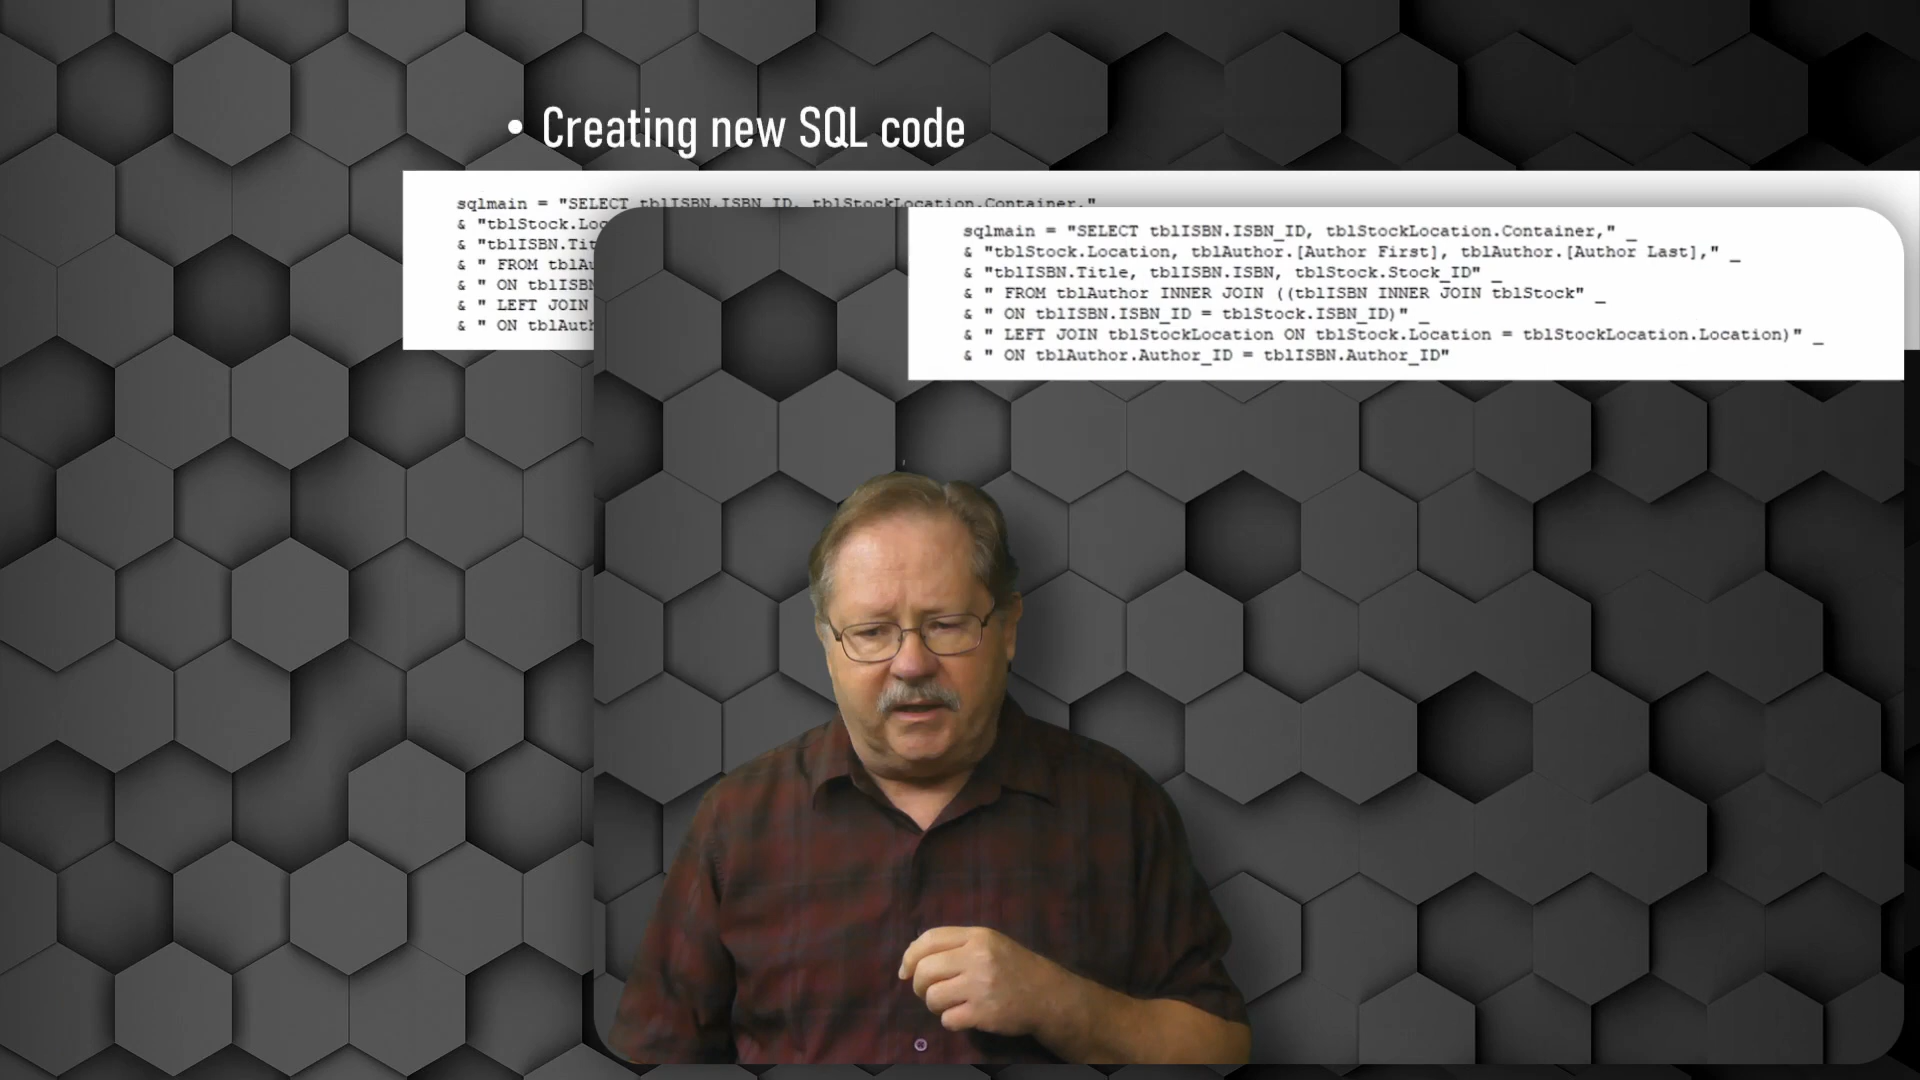 • Creating new SQL code
sqlmain = "SELECT tblISBN.ISBN_ID, tblStockLocation.Container,"
& "tblStock.Loc
& "tblISBN.Tit
& " FROM tblAu
& " ON tblISBN
& " LEFT JOIN
& " ON tblAuth
sqlmain = "SELECT tblISBN.ISBN_ID, tblStockLocation.Container," _
& "tblStock.Location, tblAuthor.[Author First], tblAuthor.[Author Last]," _
& "tblISBN.Title, tblISBN.ISBN, tblStock.Stock_ID" _
& " FROM tblAuthor INNER JOIN ((tblISBN INNER JOIN tblStock" _
& " ON tblISBN.ISBN_ID = tblStock.ISBN_ID)" _
& " LEFT JOIN tblStockLocation ON tblStock.Location = tblStockLocation.Location)" _
& " ON tblAuthor.Author_ID = tblISBN.Author_ID"